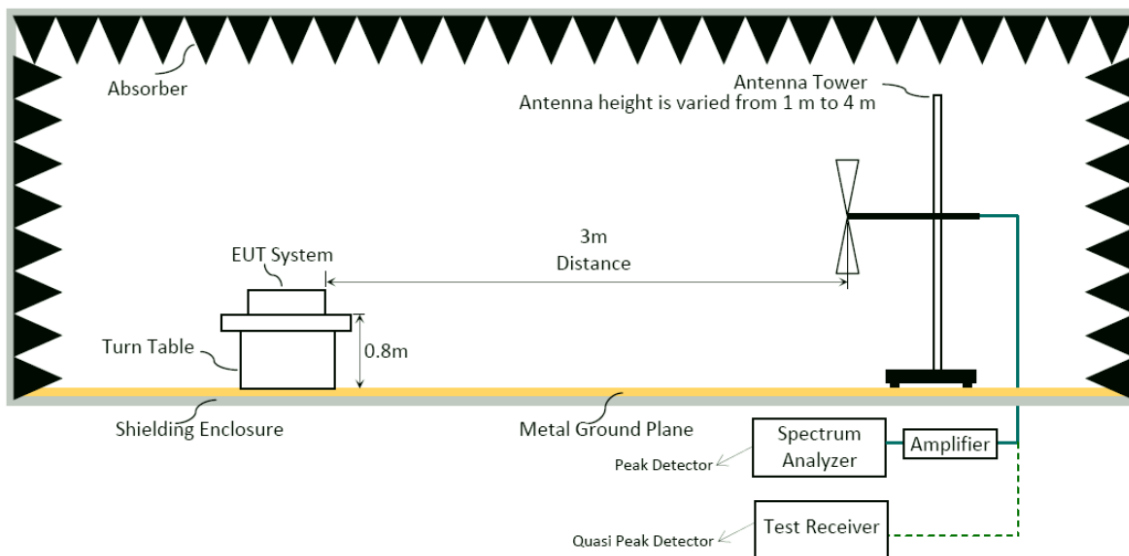 Absorber
Antenna Tower
Antenna height is varied from 1 m to 4 m
3m
Distance
EUT System
Turn Table
0.8m
Shielding Enclosure
Metal Ground Plane
Spectrum
Analyzer
Amplifier
Peak Detector
Test Receiver
Quasi Peak Detector